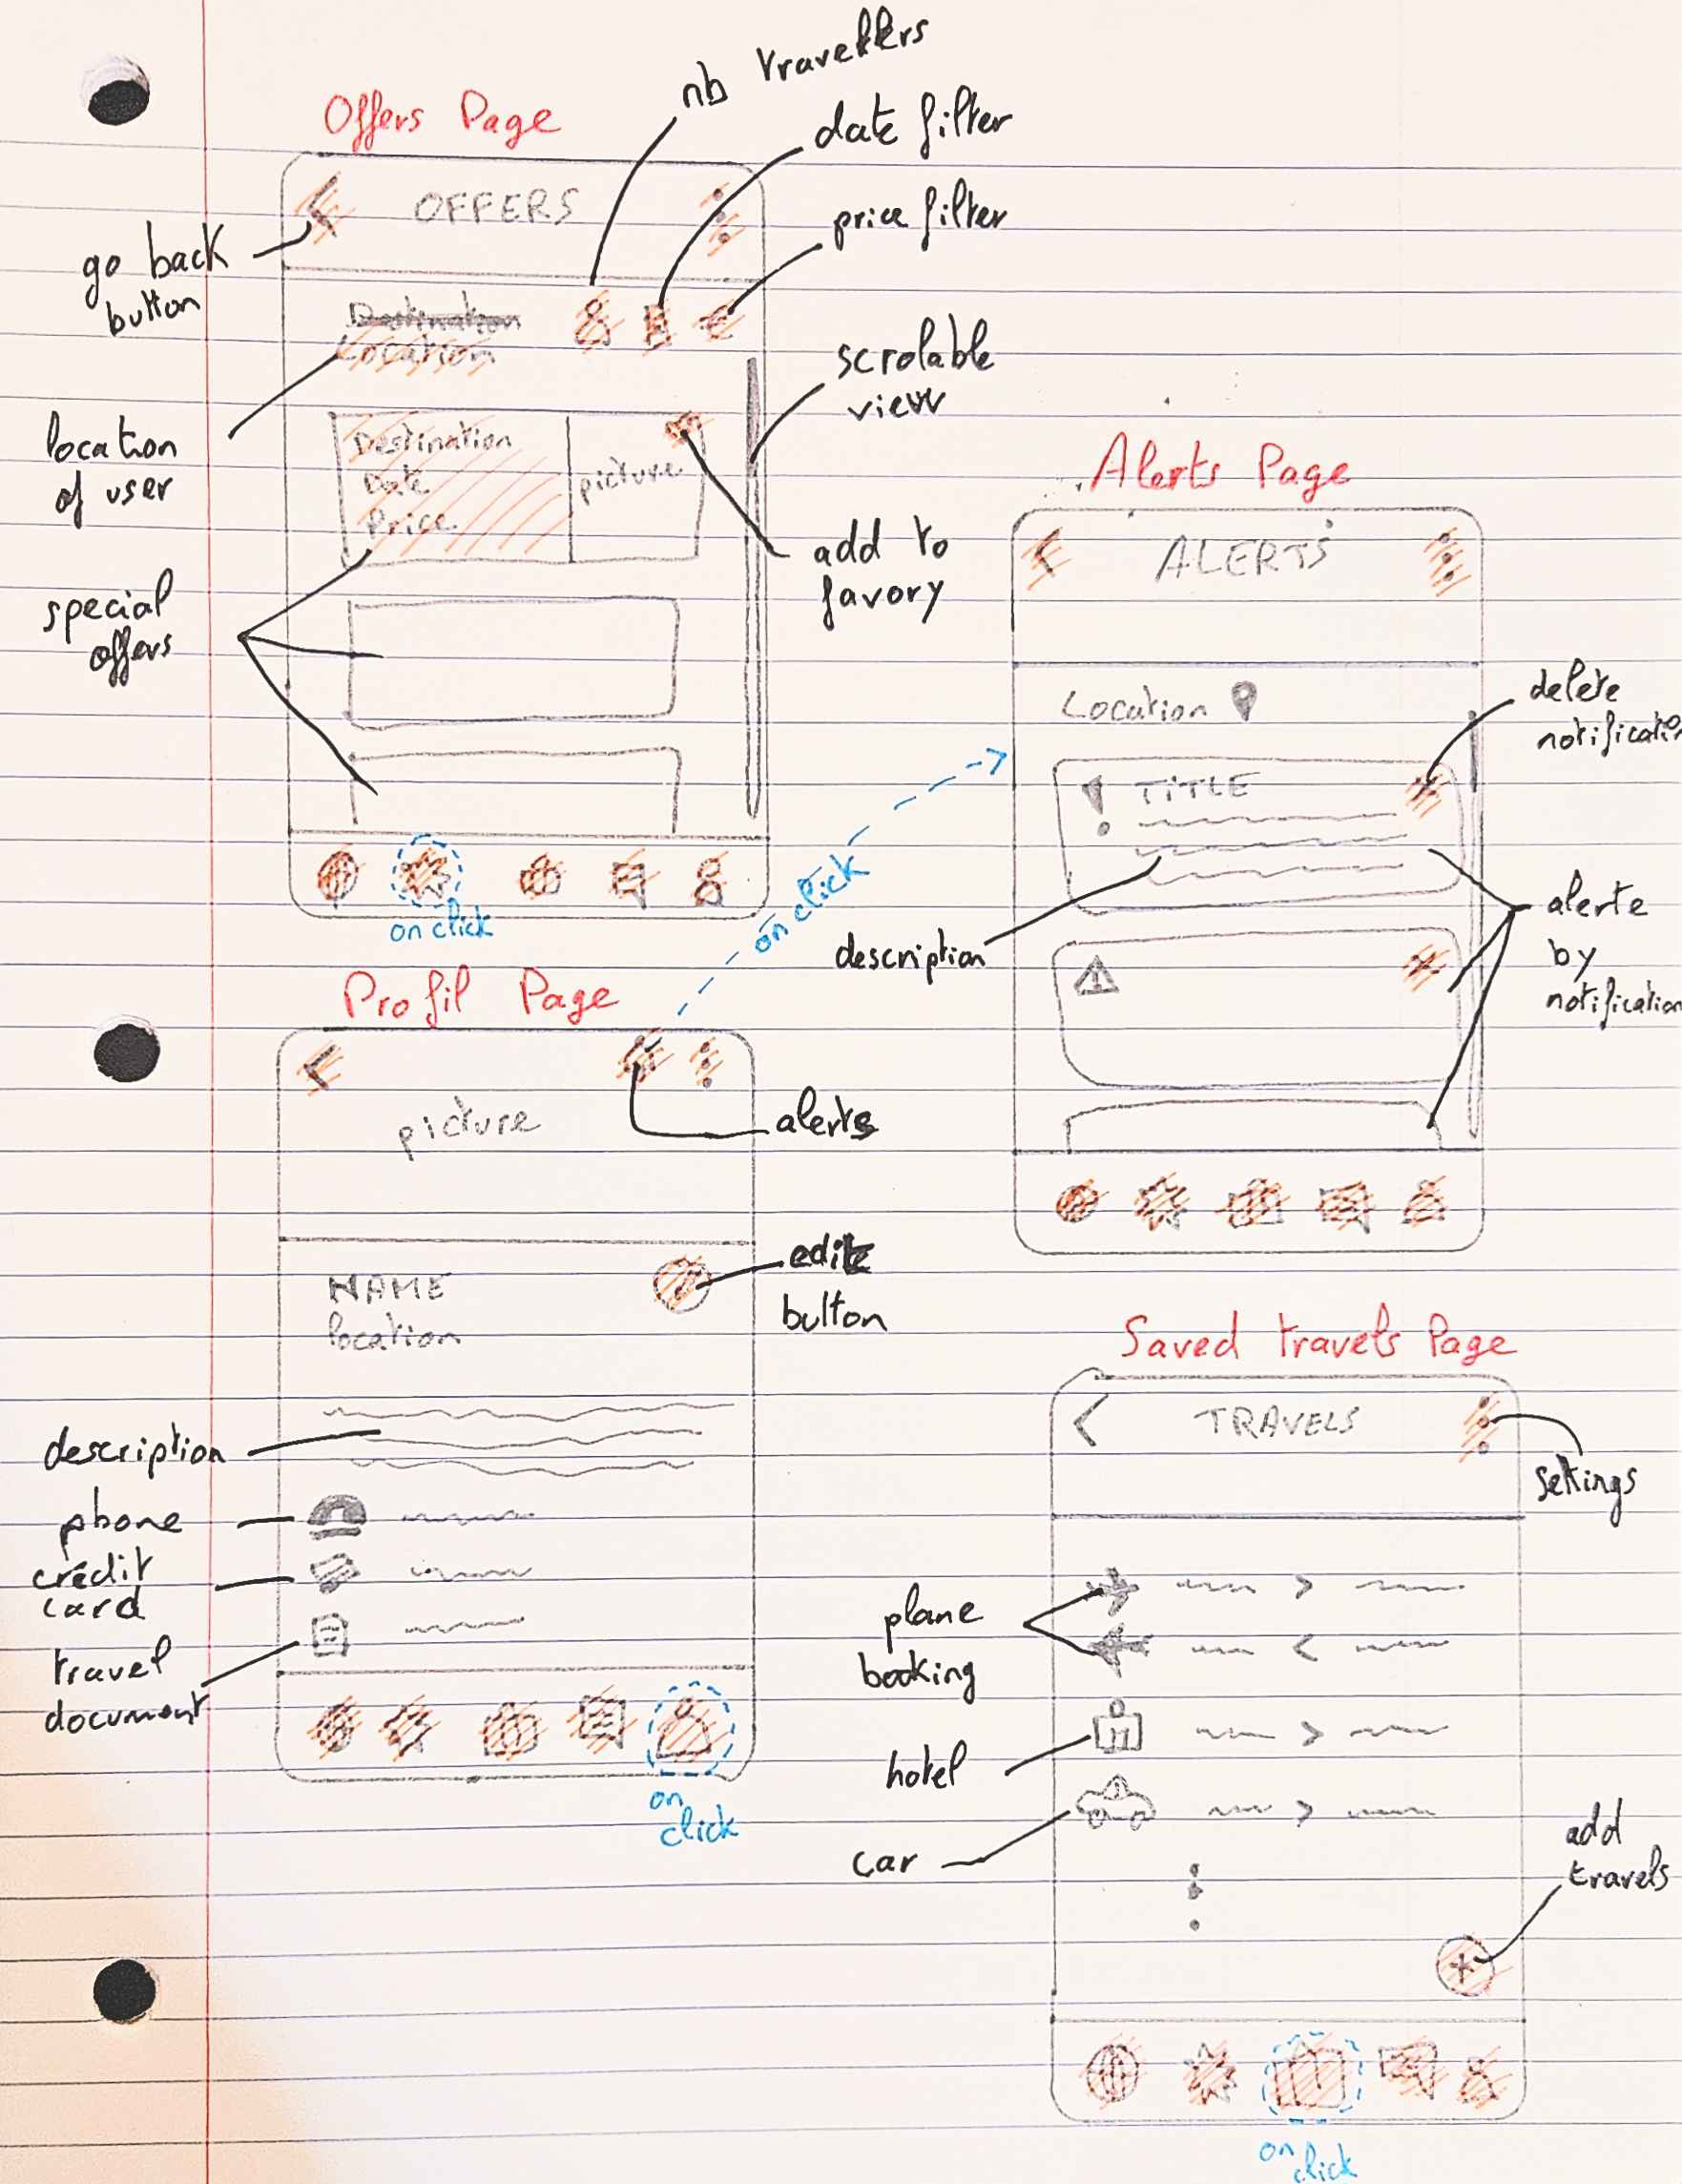 Offers Page
nb travellers
date filter
price filter
OFFERS
go back
button
Destination
Location
scrolable
view
location
of user
Destination
Date
Price
picture
add to
favory
special
offers
on click
Alerts Page
ALERTS
Location
delete
notification
TITLE
description
alerte
by
notification
on click
Profil Page
picture
alerts
NAME
location
edit
button
description
phone
credit
card
travel
document
on
click
Saved travels Page
TRAVELS
settings
plane
booking
hotel
car
add
travels
on
click